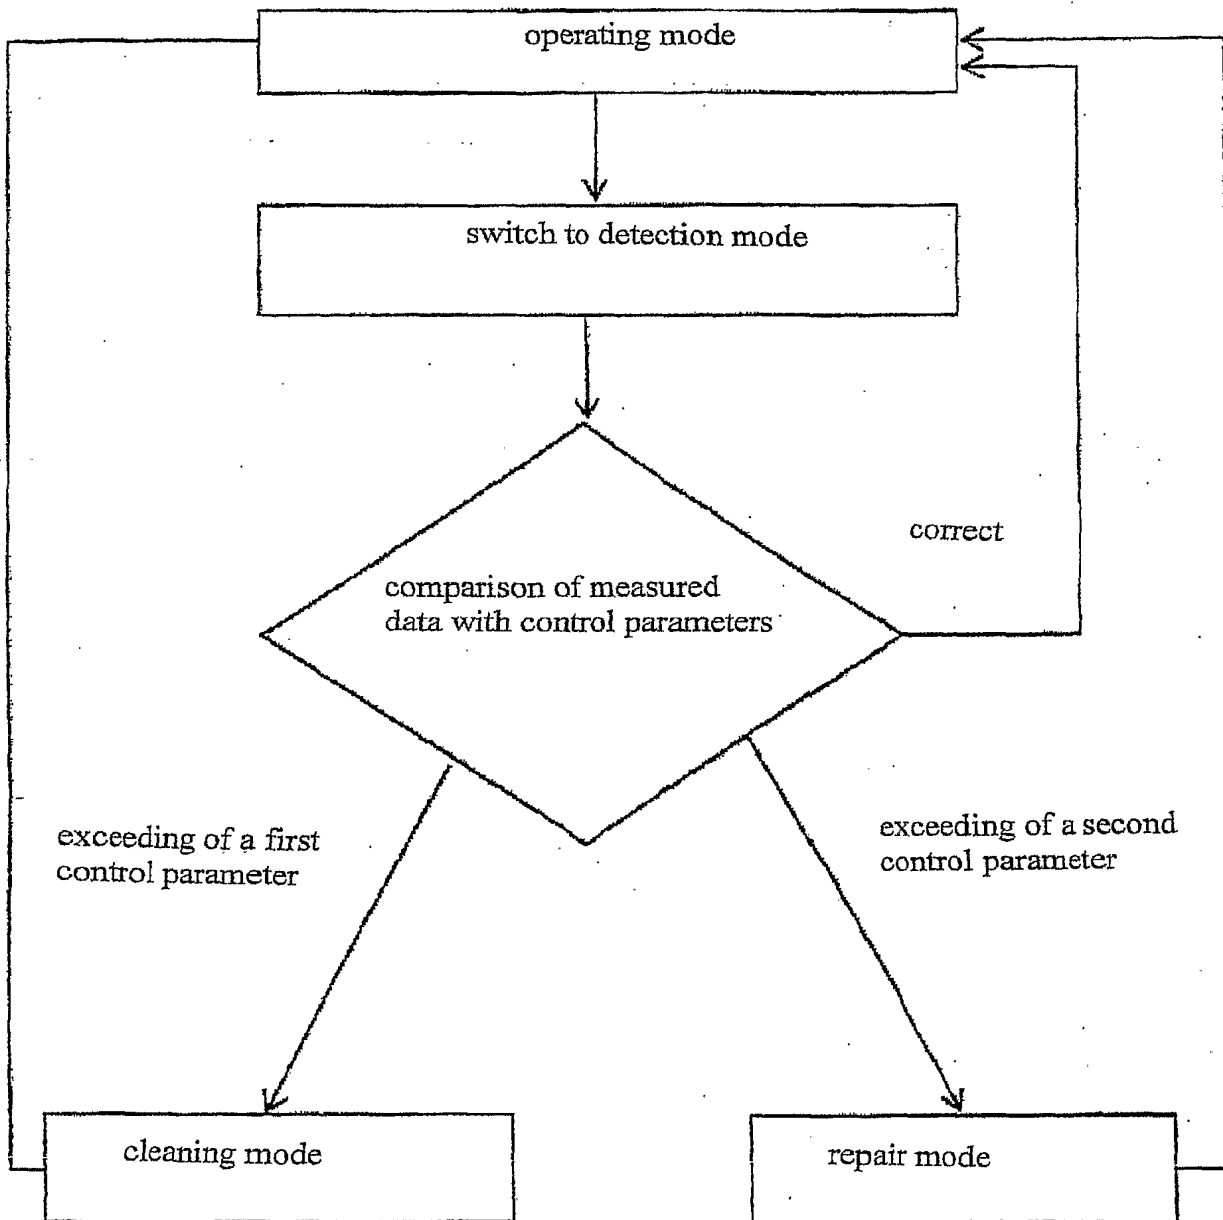 operating mode
switch to detection mode
correct
comparison of measured
data with control parameters
exceeding of a first
control parameter
exceeding of a second
control parameter
cleaning mode
repair mode